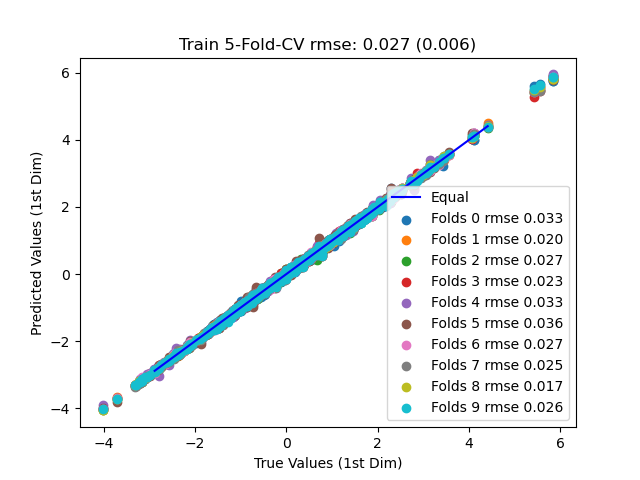 Train 5-Fold-CV rmse: 0.027 (0.006)
Predicted Values (1st Dim)
6
4
2
0
−2
−4
Equal
Folds 0 rmse 0.033
Folds 1 rmse 0.020
Folds 2 rmse 0.027
Folds 3 rmse 0.023
Folds 4 rmse 0.033
Folds 5 rmse 0.036
Folds 6 rmse 0.027
Folds 7 rmse 0.025
Folds 8 rmse 0.017
Folds 9 rmse 0.026
−4 −2 0 2 4 6
True Values (1st Dim)